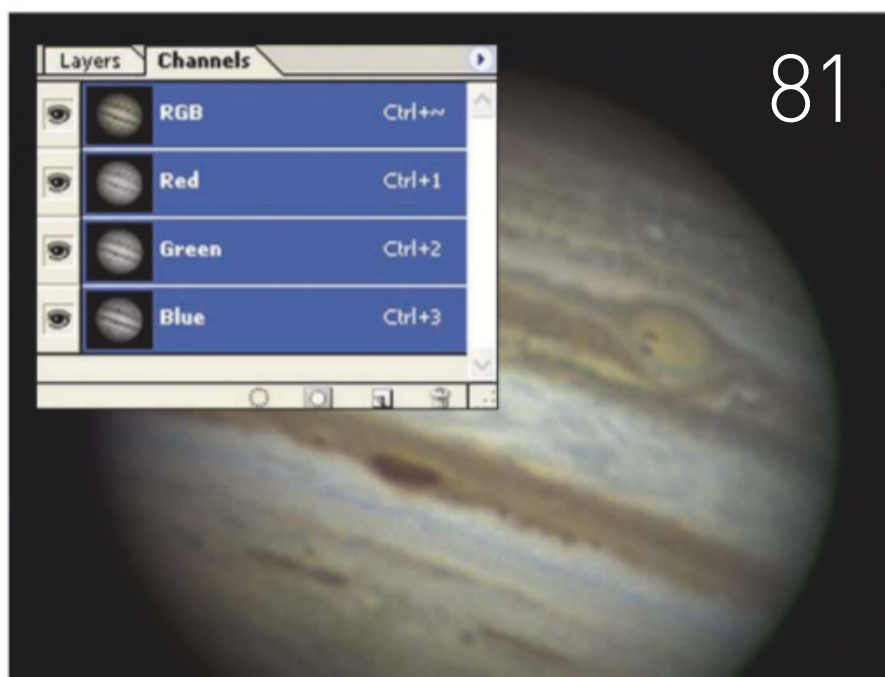 Layers Channels
RGB Ctrl+~
Red Ctrl+1
Green Ctrl+2
Blue Ctrl+3
81